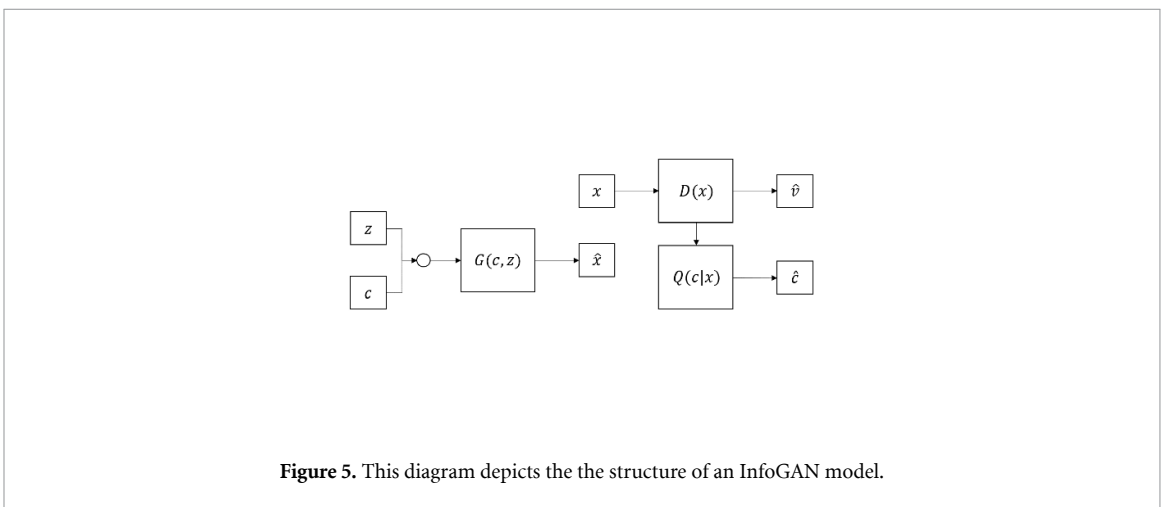 x
D(x)
v̂
z
G(c, z)
x̂
c
Q(c|x)
ĉ
Figure 5. This diagram depicts the the structure of an InfoGAN model.